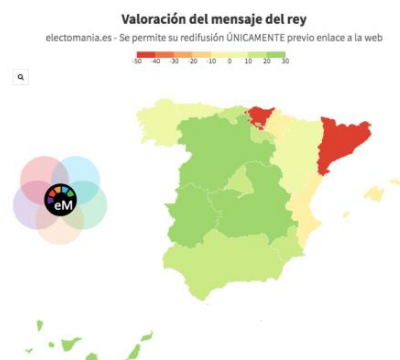 Valoración del mensaje del rey
electomania.es - Se permite su redifusión ÚNICAMENTE previo enlace a la web
-50 -40 -30 -20 -10 0 10 20 30
eM